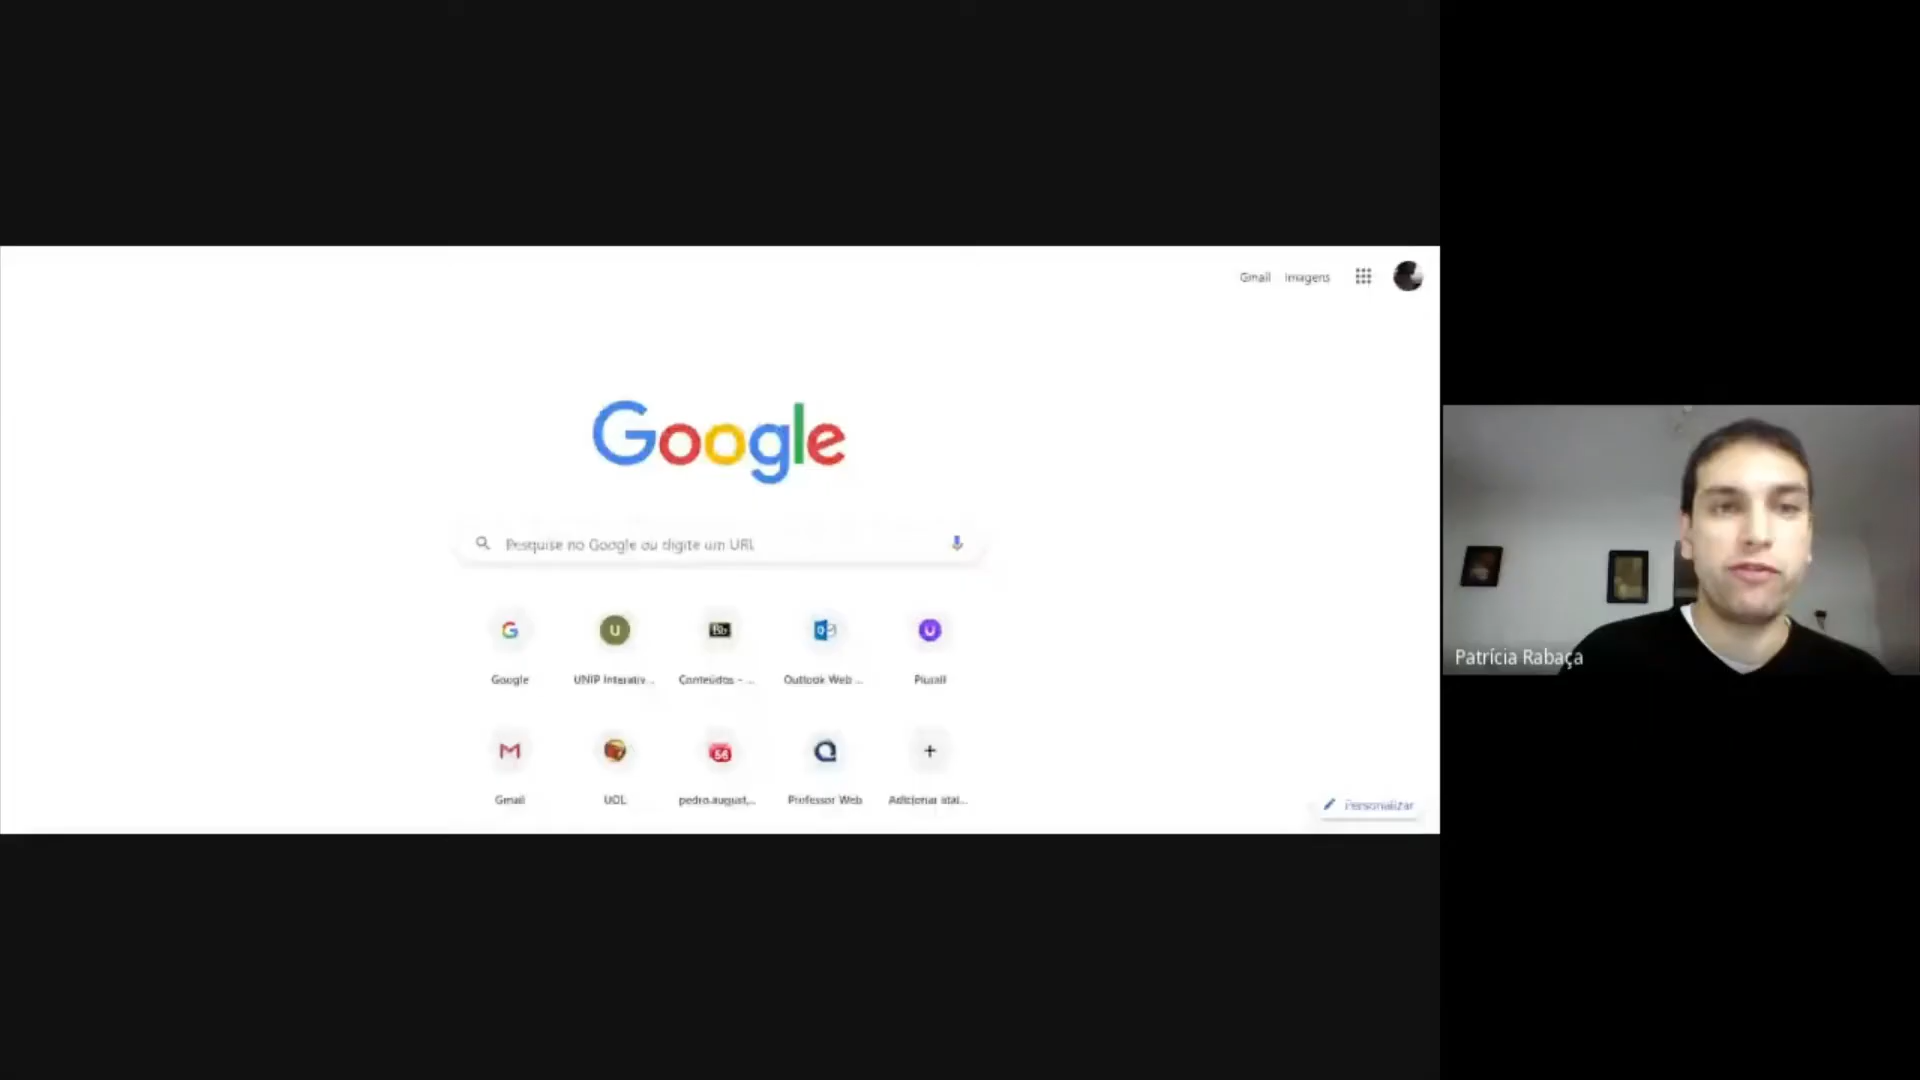 Gmail Imagens
Google
Pesquise no Google ou digite um URL
Google UNIP Interativ... Conteúdos - ... Outlook Web ... Plurall
Gmail UOL pedro.august... Professor Web Adicionar atal...
Personalizar
Patrícia Rabaça